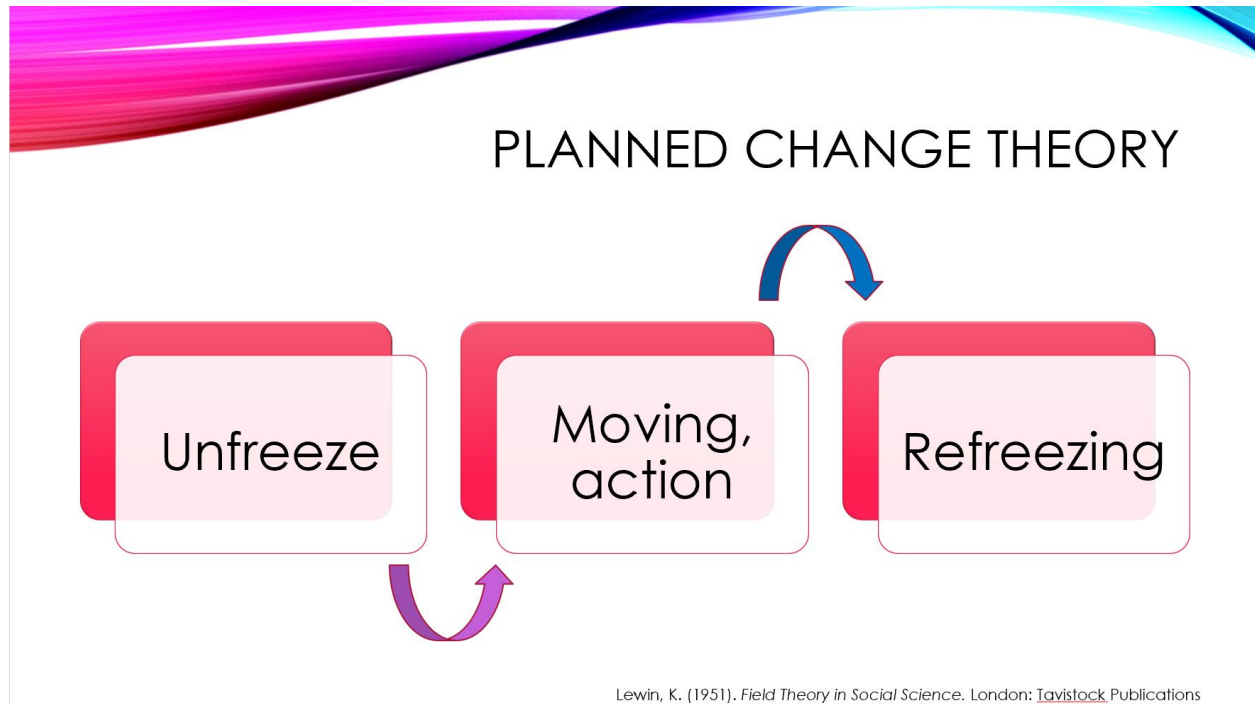 PLANNED CHANGE THEORY
Unfreeze
Moving,
action
Refreezing
Lewin, K. (1951). Field Theory in Social Science. London: Tavistock Publications